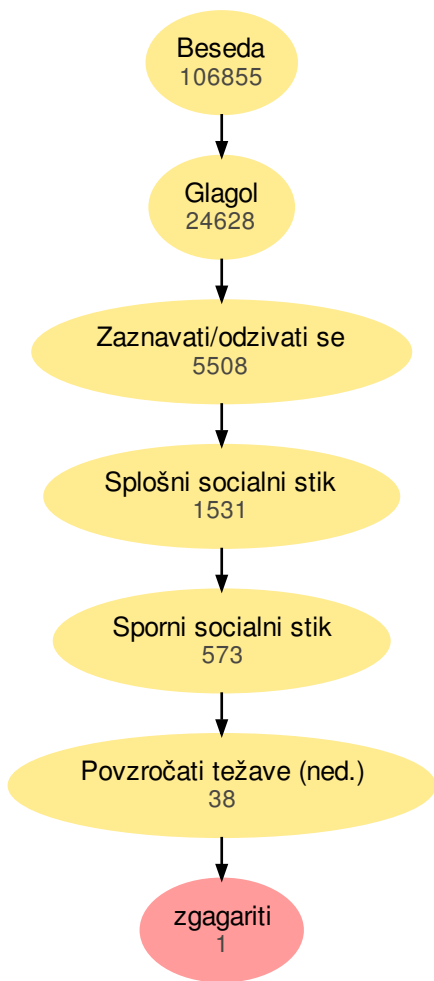 Beseda
106855
Glagol
24628
Zaznavati/odzivati se
5508
Splošni socialni stik
1531
Sporni socialni stik
573
Povzročati težave (ned.)
38
zgagariti
1